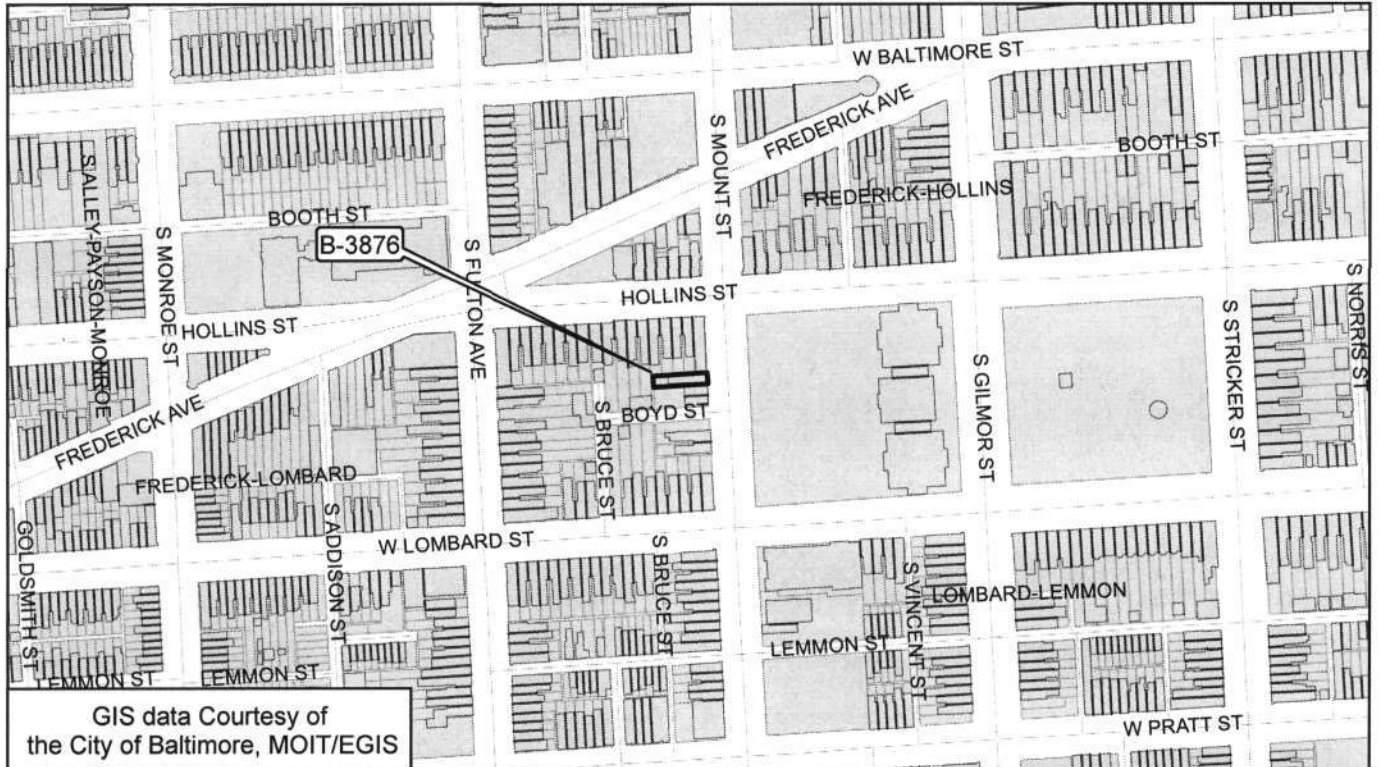 W BALTIMORE ST
FREDERICK AVE
S MOUNT ST
BOOTH ST
FREDERICK-HOLLINS
S ALLEY-PAYSON-MONROE
S MONROE ST
BOOTH ST
B-3876
S FULTON AVE
HOLLINS ST
HOLLINS ST
S NORRIS ST
S STRICKER ST
S GILMOR ST
FREDERICK AVE
BOYD ST
S BRUCE ST
FREDERICK-LOMBARD
GOLDSMITH ST
S ADDISON ST
W LOMBARD ST
S BRUCE ST
S VINCENT ST
LOMBARD-LEMMON
LEMMON ST
LEMMON ST
LEMMON ST
W PRATT ST
GIS data Courtesy of
the City of Baltimore, MOIT/EGIS